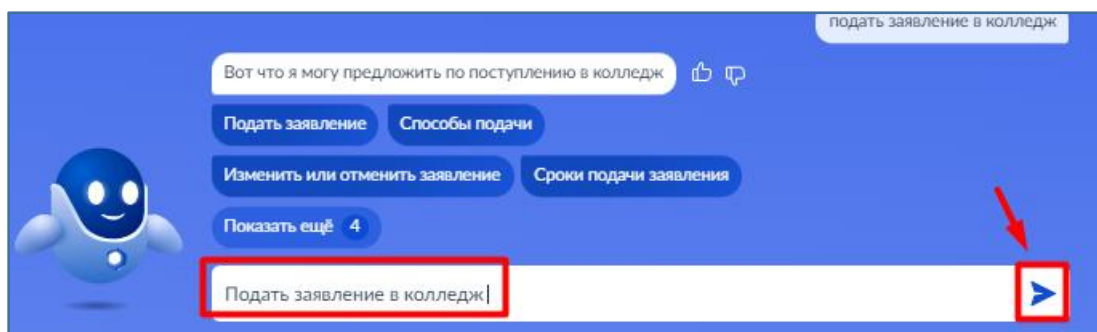 подать заявление в колледж
Вот что я могу предложить по поступлению в колледж
Подать заявление Способы подачи
Изменить или отменить заявление Сроки подачи заявления
Показать ещё 4
Подать заявление в колледж